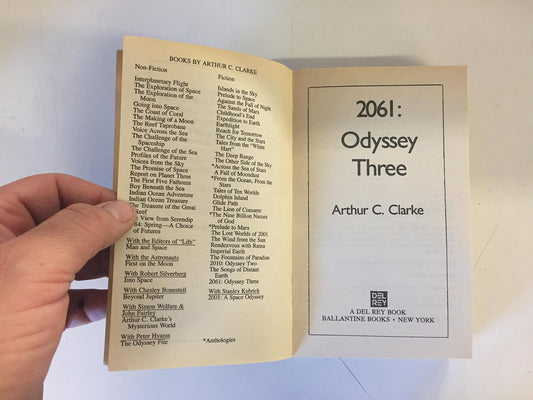 BOOKS BY ARTHUR C. CLARKE
Non-Fiction
Interplanetary Flight
The Exploration of Space
The Exploration of the
Moon
Going into Space
The Coast of Coral
The Making of a Moon
The Reef Taprobane
Voice Across the Sea
The Challenge of the
Spaceship
The Challenge of the Sea
Profiles of the Future
Voices from the Sky
The Promise of Space
Report on Planet Three
The First Five Fathoms
Boy Beneath the Sea
Indian Ocean Adventure
Indian Ocean Treasure
The Treasure of the Great
Reef
View from Serendip
84: Spring—A Choice
of Futures
With the Editors of "Life"
Man and Space
With the Astronauts
First on the Moon
With Robert Silverberg
Into Space
With Chesley Bonestell
Beyond Jupiter
With Simon Welfare &
John Fairley
Arthur C. Clarke's
Mysterious World
With Peter Hyams
The Odyssey File
Fiction
Islands in the Sky
Prelude to Space
Against the Fall of Night
The Sands of Mars
Childhood's End
Expedition to Earth
Earthlight
Reach for Tomorrow
The City and the Stars
Tales from the "White
Hart"
The Deep Range
The Other Side of the Sky
*Across the Sea of Stars
A Fall of Moondust
*From the Ocean, From the
Stars
Tales of Ten Worlds
Dolphin Island
Glide Path
The Lion of Comarre
*The Nine Billion Names
of God
*Prelude to Mars
The Lost Worlds of 2001
The Wind from the Sun
Rendezvous with Rama
Imperial Earth
The Fountains of Paradise
2010: Odyssey Two
The Songs of Distant
Earth
2061: Odyssey Three
With Stanley Kubrick
2001: A Space Odyssey
*Anthologies
2061:
Odyssey
Three
Arthur C. Clarke
DEL
REY
A DEL REY BOOK
BALLANTINE BOOKS • NEW YORK